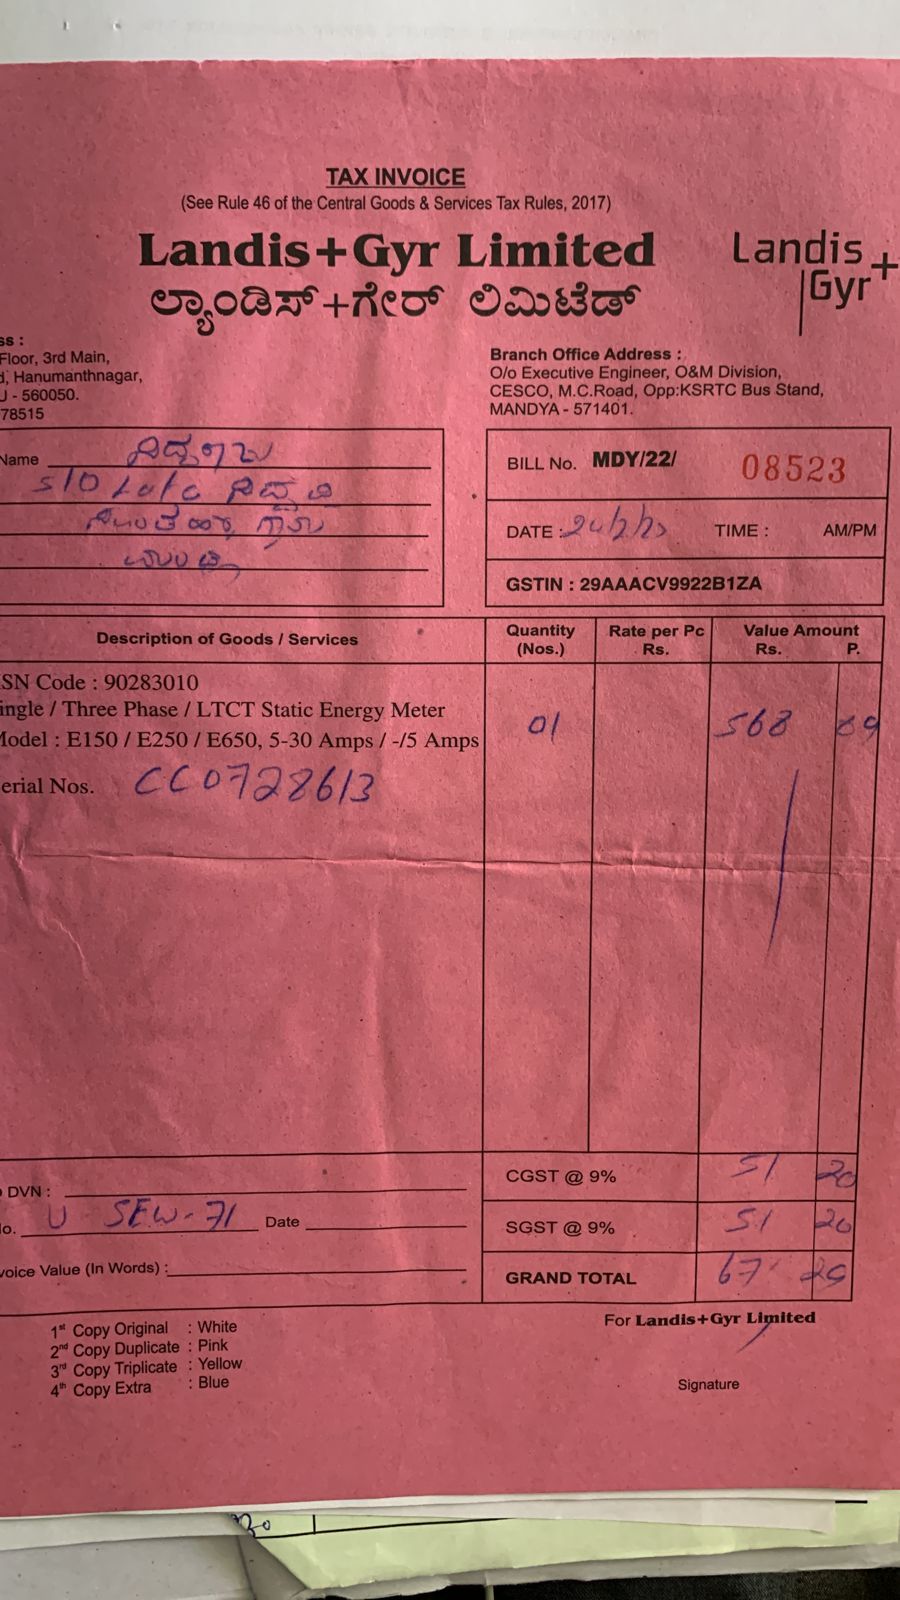 TAX INVOICE
(See Rule 46 of the Central Goods & Services Tax Rules, 2017)
Landis+Gyr Limited
Landis
Gyr+
ಲ್ಯಾಂಡಿಸ್+ಗೇರ್ ಲಿಮಿಟೆಡ್
ss :
Floor, 3rd Main,
d, Hanumanthnagar,
U - 560050.
78515
Branch Office Address :
O/o Executive Engineer, O&M Division,
CESCO, M.C.Road, Opp:KSRTC Bus Stand,
MANDYA - 571401.
Name
S/O
BILL No. MDY/22/ 08523
DATE : TIME : AM/PM
GSTIN : 29AAACV9922B1ZA
Description of Goods / Services Quantity (Nos.) Rate per Pc Rs. Value Amount Rs. P.
SN Code : 90283010
ingle / Three Phase / LTCT Static Energy Meter
Model : E150 / E250 / E650, 5-30 Amps / -/5 Amps 01 568 89
erial Nos. CC0728613
DVN :
CGST @ 9% 51 20
o. U - SEW-71 Date
SGST @ 9% 51 20
voice Value (In Words) :
GRAND TOTAL
For Landis+Gyr Limited
1st Copy Original : White
2nd Copy Duplicate : Pink
3rd Copy Triplicate : Yellow
4th Copy Extra : Blue
Signature